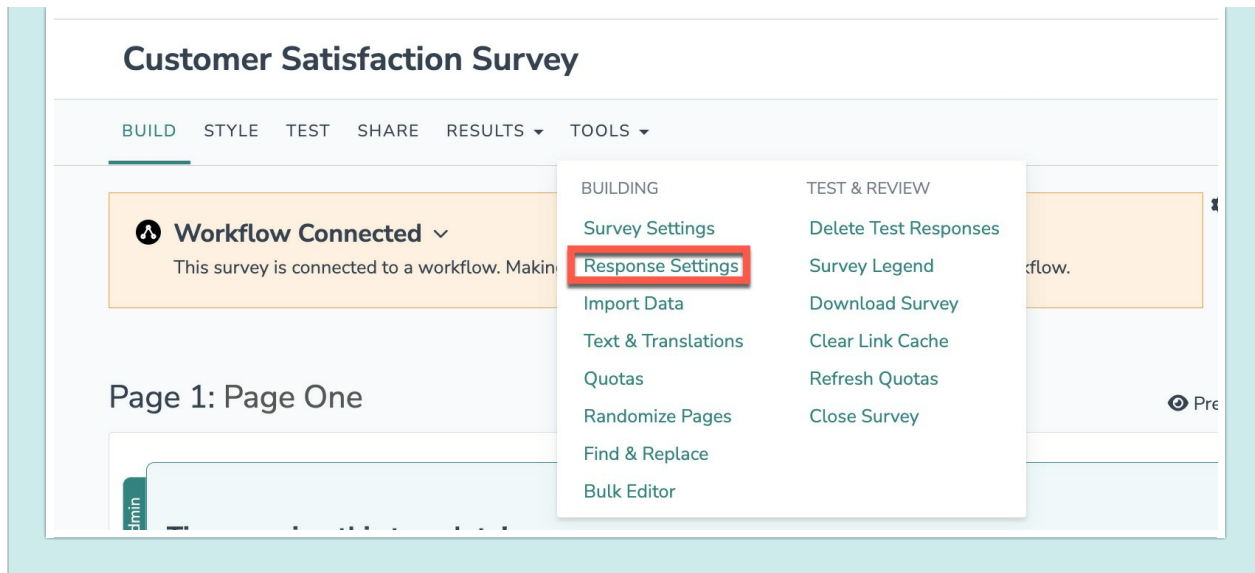 Customer Satisfaction Survey
BUILD STYLE TEST SHARE RESULTS TOOLS
BUILDING
Survey Settings
Response Settings
Import Data
Text & Translations
Quotas
Randomize Pages
Find & Replace
Bulk Editor
TEST & REVIEW
Delete Test Responses
Survey Legend
Download Survey
Clear Link Cache
Refresh Quotas
Close Survey
Workflow Connected
This survey is connected to a workflow. Makin
kflow.
Page 1: Page One
Pre
dmin